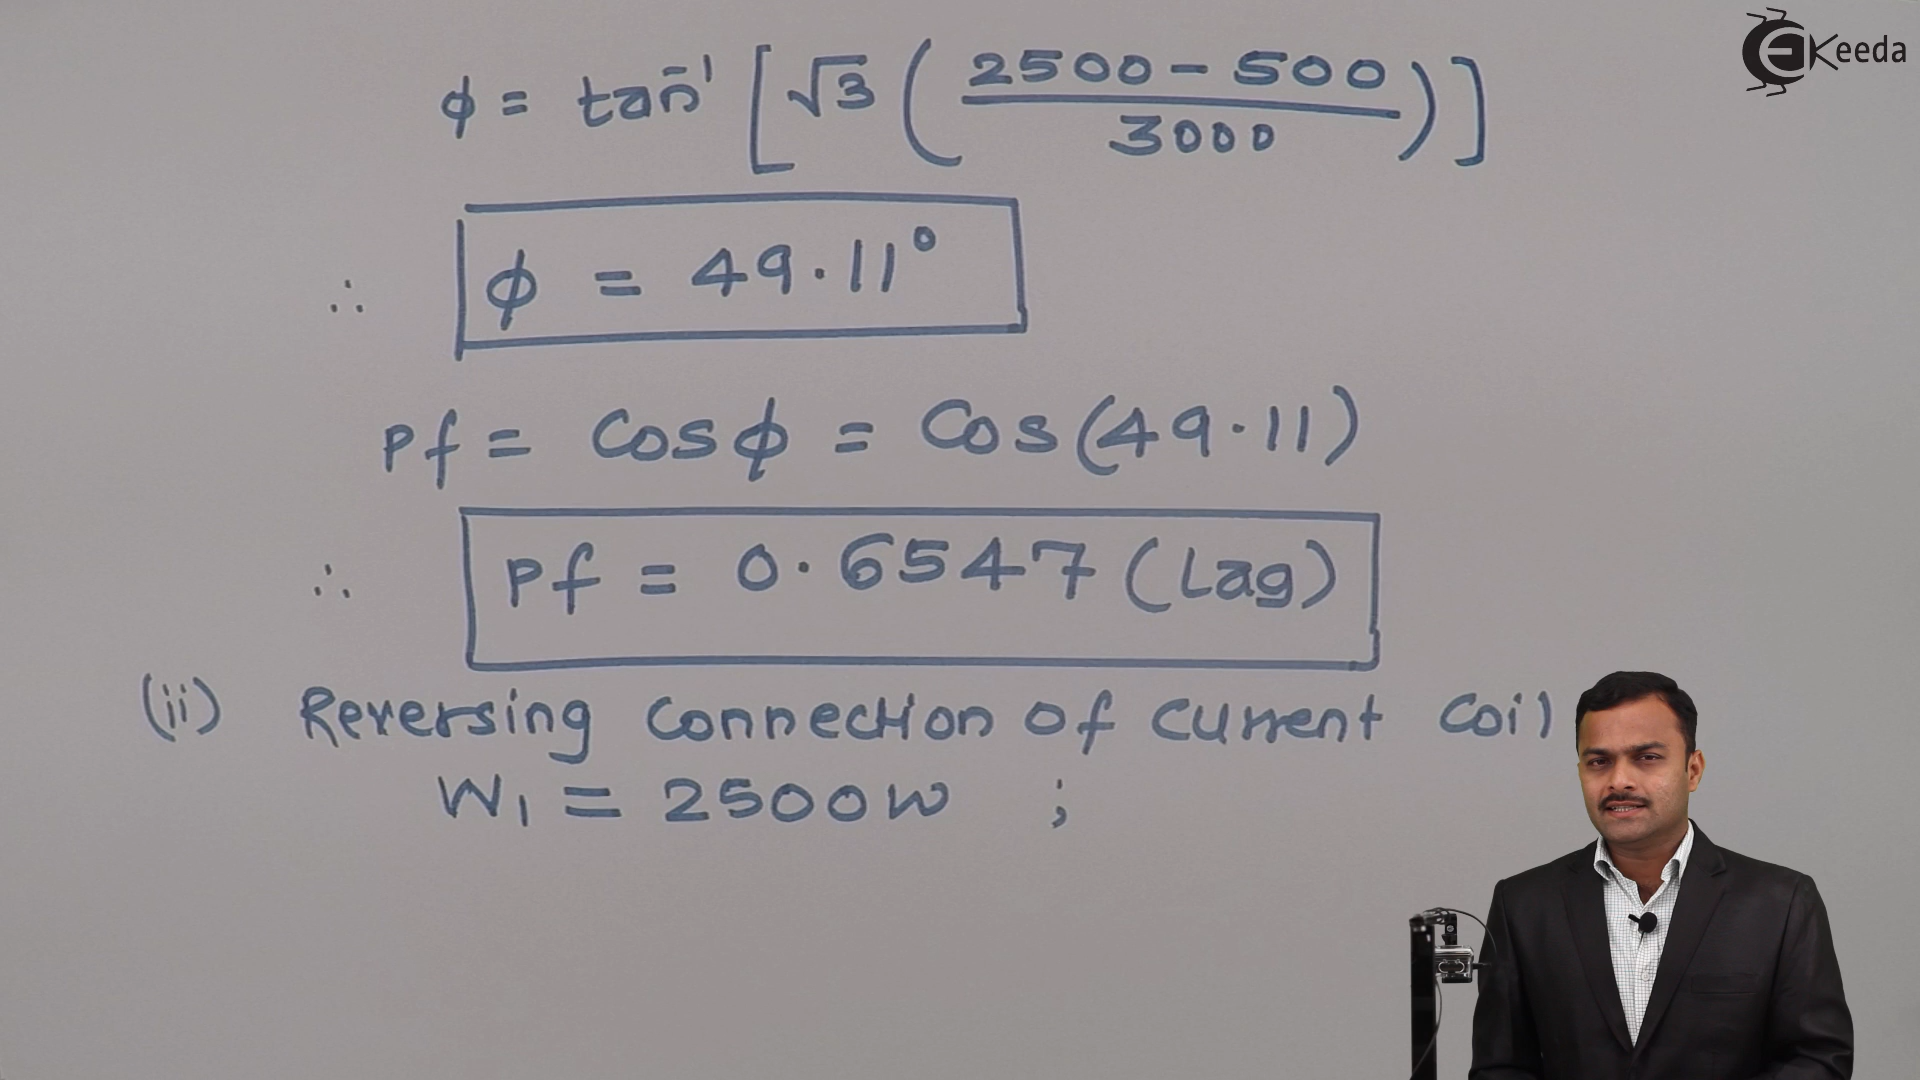 EKeeda
ϕ = tan⁻¹ [√3 (2500 - 500 / 3000)]
∴ ϕ = 49.11°
Pf = Cosϕ = Cos(49.11)
∴ Pf = 0.6547 (Lag)
(ii) Reversing connection of current coil
W₁ = 2500W ;